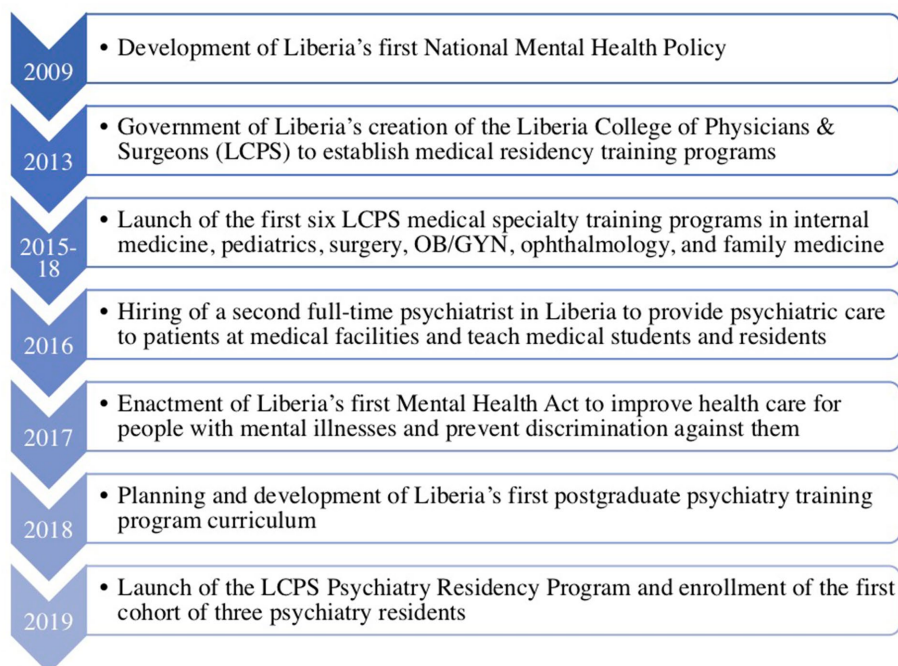 2009
• Development of Liberia's first National Mental Health Policy
2013
• Government of Liberia's creation of the Liberia College of Physicians &
Surgeons (LCPS) to establish medical residency training programs
2015-
18
• Launch of the first six LCPS medical specialty training programs in internal
medicine, pediatrics, surgery, OB/GYN, ophthalmology, and family medicine
2016
• Hiring of a second full-time psychiatrist in Liberia to provide psychiatric care
to patients at medical facilities and teach medical students and residents
2017
• Enactment of Liberia's first Mental Health Act to improve health care for
people with mental illnesses and prevent discrimination against them
2018
• Planning and development of Liberia's first postgraduate psychiatry training
program curriculum
2019
• Launch of the LCPS Psychiatry Residency Program and enrollment of the first
cohort of three psychiatry residents